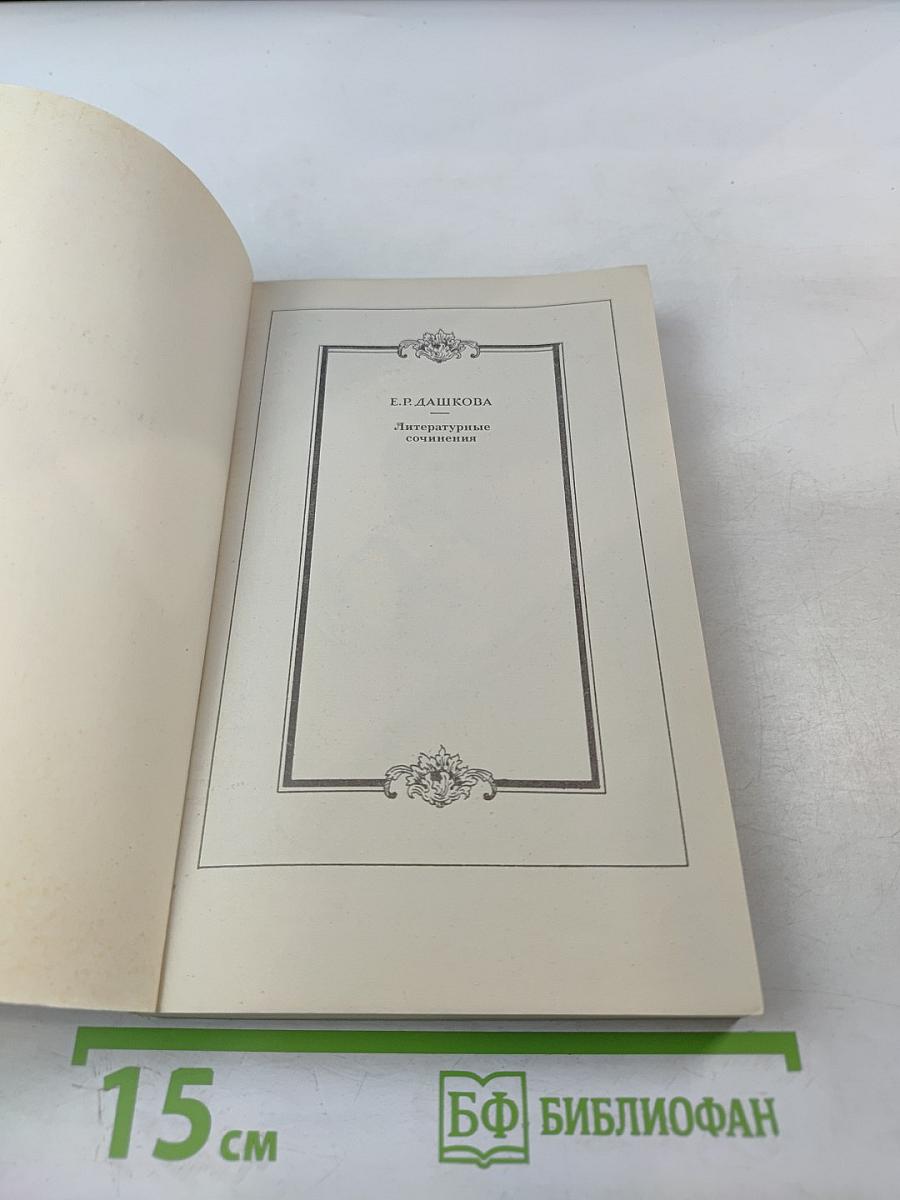 Е.Р. ДАШКОВА
Литературные
сочинения
15 см
БФ БИБЛИОФАН